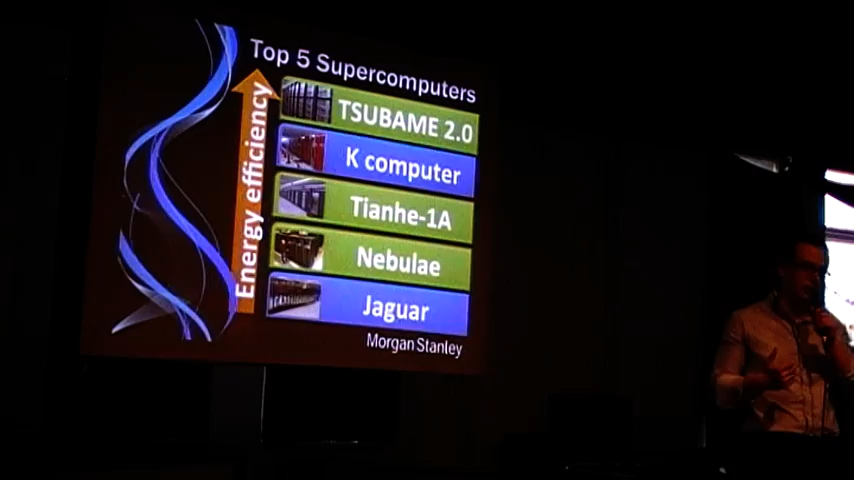 Top 5 Supercomputers
Energy efficiency
TSUBAME 2.0
K computer
Tianhe-1A
Nebulae
Jaguar
Morgan Stanley